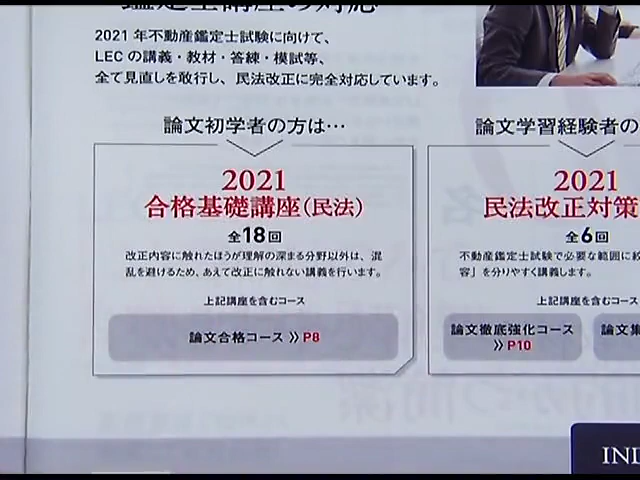 鑑定士講座の対応
2021年不動産鑑定士試験に向けて、
LECの講義・教材・答練・模試等、
全て見直しを敢行し、民法改正に完全対応しています。
論文初学者の方は…
2021
合格基礎講座(民法)
全18回
改正内容に触れたほうが理解の深まる分野以外は、混
乱を避けるため、あえて改正に触れない講義を行います。
上記講座を含むコース
論文合格コース 》P8
論文学習経験者の
2021
民法改正対策
全6回
不動産鑑定士試験で必要な範囲に
容」を分りやすく講義します。
上記講座を含むコース
論文徹底強化コース
》P10
論文集
IND